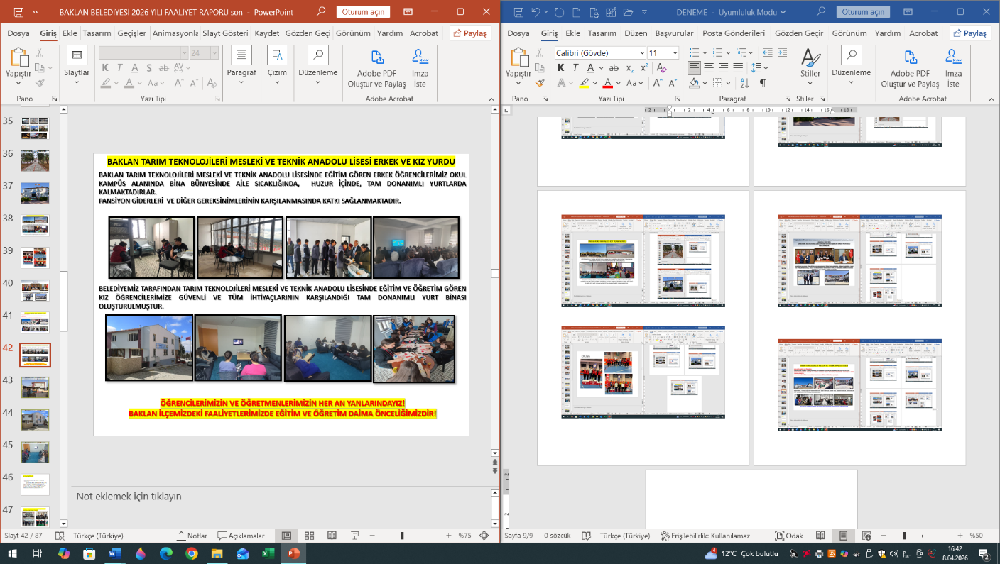 BAKLAN BELEDİYESİ 2026 YILI FAALİYET RAPORU son - PowerPoint
Oturum açın
Dosya Giriş Ekle Tasarım Geçişler Animasyonla Slayt Gösteri Kaydet Gözden Geçi Görünüm Yardım Acrobat Paylaş
24
Yapıştır Slaytlar Paragraf Çizim Düzenleme Adobe PDF Oluştur ve Paylaş İmza İste
Pano Yazı Tipi Adobe Acrobat
35
36
37
38
39
40
41
42
43
44
45
46
47
BAKLAN TARIM TEKNOLOJİLERİ MESLEKİ VE TEKNİK ANADOLU LİSESİ ERKEK VE KIZ YURDU
BAKLAN TARIM TEKNOLOJİLERİ MESLEKİ VE TEKNİK ANADOLU LİSESİNDE EĞİTİM GÖREN ERKEK ÖĞRENCİLERİMİZ OKUL
KAMPÜS ALANINDA BİNA BÜNYESİNDE AİLE SICAKLIĞINDA, HUZUR İÇİNDE, TAM DONANIMLI YURTLARDA
KALMAKTADIRLAR.
PANSİYON GİDERLERİ VE DİĞER GEREKSİNİMLERİNİN KARŞILANMASINDA KATKI SAĞLANMAKTADIR.
BELEDİYEMİZ TARAFINDAN TARIM TEKNOLOJİLERİ MESLEKİ VE TEKNİK ANADOLU LİSESİNDE EĞİTİM VE ÖĞRETİM GÖREN
KIZ ÖĞRENCİLERİMİZE GÜVENLİ VE TÜM İHTİYAÇLARININ KARŞILANDIĞI TAM DONANIMLI YURT BİNASI
OLUŞTURULMUŞTUR.
ÖĞRENCİLERİMİZİN VE ÖĞRETMENLERİMİZİN HER AN YANLARINDAYIZ!
BAKLAN İLÇEMİZDEKİ FAALİYETLERİMİZDE EĞİTİM VE ÖĞRETİM DAİMA ÖNCELİĞİMİZDİR!
Not eklemek için tıklayın
Slayt 42 / 87 Türkçe (Türkiye) Notlar Açıklamalar %75
DENEME - Uyumluluk Modu
Oturum açın
Dosya Giriş Ekle Tasarım Düzen Başvurular Posta Gönderileri Gözden Geçir Görünüm Yardım Acrobat Paylaş
Calibri (Gövde) 11
Yapıştır Stiller Düzenleme Adobe PDF Oluştur ve Paylaş İmza İste
Pano Yazı Tipi Paragraf Stiller Adobe Acrobat
Sayfa 9/9 0 sözcük Türkçe (Türkiye) Erişilebilirlik: Kullanılamaz Odak %50
12°C Çok bulutlu
16:42
8.04.2026
2